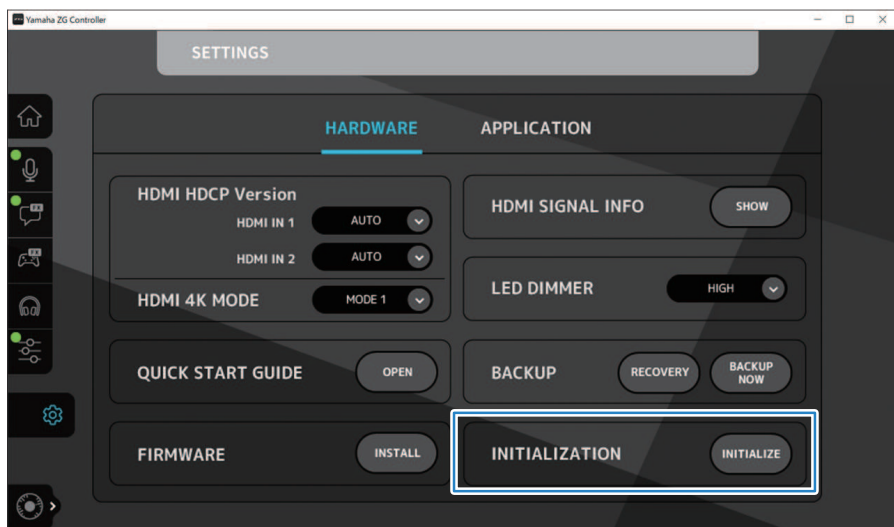 Yamaha ZG Controller
SETTINGS
HARDWARE
APPLICATION
HDMI HDCP Version
HDMI IN 1
AUTO
HDMI IN 2
AUTO
HDMI 4K MODE
MODE 1
HDMI SIGNAL INFO
SHOW
LED DIMMER
HIGH
QUICK START GUIDE
OPEN
BACKUP
RECOVERY
BACKUP
NOW
FIRMWARE
INSTALL
INITIALIZATION
INITIALIZE
FX
FX